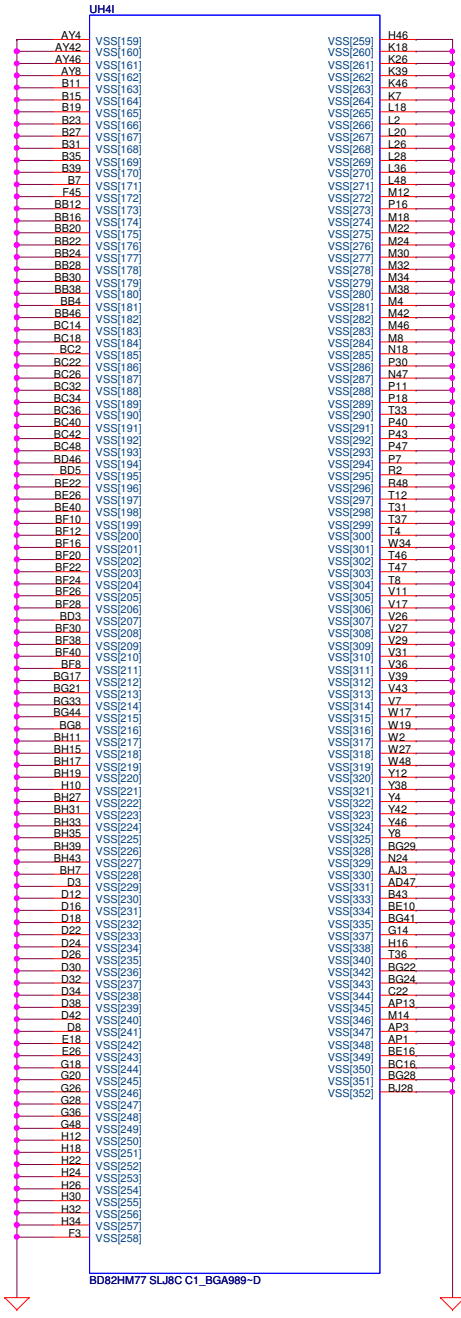 UH4I
AY4 VSS[159] VSS[259] H46
AY42 VSS[160] VSS[260] K18
AY46 VSS[161] VSS[261] K26
AY8 VSS[162] VSS[262] K39
B11 VSS[163] VSS[263] K46
B15 VSS[164] VSS[264] K7
B19 VSS[165] VSS[265] L18
B23 VSS[166] VSS[266] L2
B27 VSS[167] VSS[267] L20
B31 VSS[168] VSS[268] L26
B35 VSS[169] VSS[269] L28
B39 VSS[170] VSS[270] L36
B7 VSS[171] VSS[271] L48
F45 VSS[172] VSS[272] M12
BB12 VSS[173] VSS[273] P16
BB16 VSS[174] VSS[274] M18
BB20 VSS[175] VSS[275] M22
BB22 VSS[176] VSS[276] M24
BB24 VSS[177] VSS[277] M30
BB28 VSS[178] VSS[278] M32
BB30 VSS[179] VSS[279] M34
BB38 VSS[180] VSS[280] M38
BB4 VSS[181] VSS[281] M4
BB46 VSS[182] VSS[282] M42
BC14 VSS[183] VSS[283] M46
BC18 VSS[184] VSS[284] M8
BC2 VSS[185] VSS[285] N18
BC22 VSS[186] VSS[286] P30
BC26 VSS[187] VSS[287] N47
BC32 VSS[188] VSS[288] P11
BC34 VSS[189] VSS[289] P18
BC36 VSS[190] VSS[290] T33
BC40 VSS[191] VSS[291] P40
BC42 VSS[192] VSS[292] P43
BC48 VSS[193] VSS[293] P47
BD46 VSS[194] VSS[294] P7
BD5 VSS[195] VSS[295] R2
BE22 VSS[196] VSS[296] R48
BE26 VSS[197] VSS[297] T12
BE40 VSS[198] VSS[298] T31
BF10 VSS[199] VSS[299] T37
BF12 VSS[200] VSS[300] T4
BF16 VSS[201] VSS[301] W34
BF20 VSS[202] VSS[302] T46
BF22 VSS[203] VSS[303] T47
BF24 VSS[204] VSS[304] T8
BF26 VSS[205] VSS[305] V11
BF28 VSS[206] VSS[306] V17
BD3 VSS[207] VSS[307] V26
BF30 VSS[208] VSS[308] V27
BF38 VSS[209] VSS[309] V29
BF40 VSS[210] VSS[310] V31
BF8 VSS[211] VSS[311] V36
BG17 VSS[212] VSS[312] V39
BG21 VSS[213] VSS[313] V43
BG33 VSS[214] VSS[314] V7
BG44 VSS[215] VSS[315] W17
BG8 VSS[216] VSS[316] W19
BH11 VSS[217] VSS[317] W2
BH15 VSS[218] VSS[318] W27
BH17 VSS[219] VSS[319] W48
BH19 VSS[220] VSS[320] Y12
H10 VSS[221] VSS[321] Y38
BH27 VSS[222] VSS[322] Y4
BH31 VSS[223] VSS[323] Y42
BH33 VSS[224] VSS[324] Y46
BH35 VSS[225] VSS[325] Y8
BH39 VSS[226] VSS[328] BG29
BH43 VSS[227] VSS[329] N24
BH7 VSS[228] VSS[330] AJ3
D3 VSS[229] VSS[331] AD47
D12 VSS[230] VSS[333] B43
D16 VSS[231] VSS[334] BE10
D18 VSS[232] VSS[335] BG41
D22 VSS[233] VSS[337] G14
D24 VSS[234] VSS[338] H16
D26 VSS[235] VSS[340] T36
D30 VSS[236] VSS[342] BG22
D32 VSS[237] VSS[343] BG24
D34 VSS[238] VSS[344] C22
D38 VSS[239] VSS[345] AP13
D42 VSS[240] VSS[346] M14
D8 VSS[241] VSS[347] AP3
E18 VSS[242] VSS[348] AP1
E26 VSS[243] VSS[349] BE16
G18 VSS[244] VSS[350] BC16
G20 VSS[245] VSS[351] BG28
G26 VSS[246] VSS[352] BJ28
G28 VSS[247]
G36 VSS[248]
G48 VSS[249]
H12 VSS[250]
H18 VSS[251]
H22 VSS[252]
H24 VSS[253]
H26 VSS[254]
H30 VSS[255]
H32 VSS[256]
H34 VSS[257]
F3 VSS[258]
BD82HM77 SLJ8C C1_BGA989~D